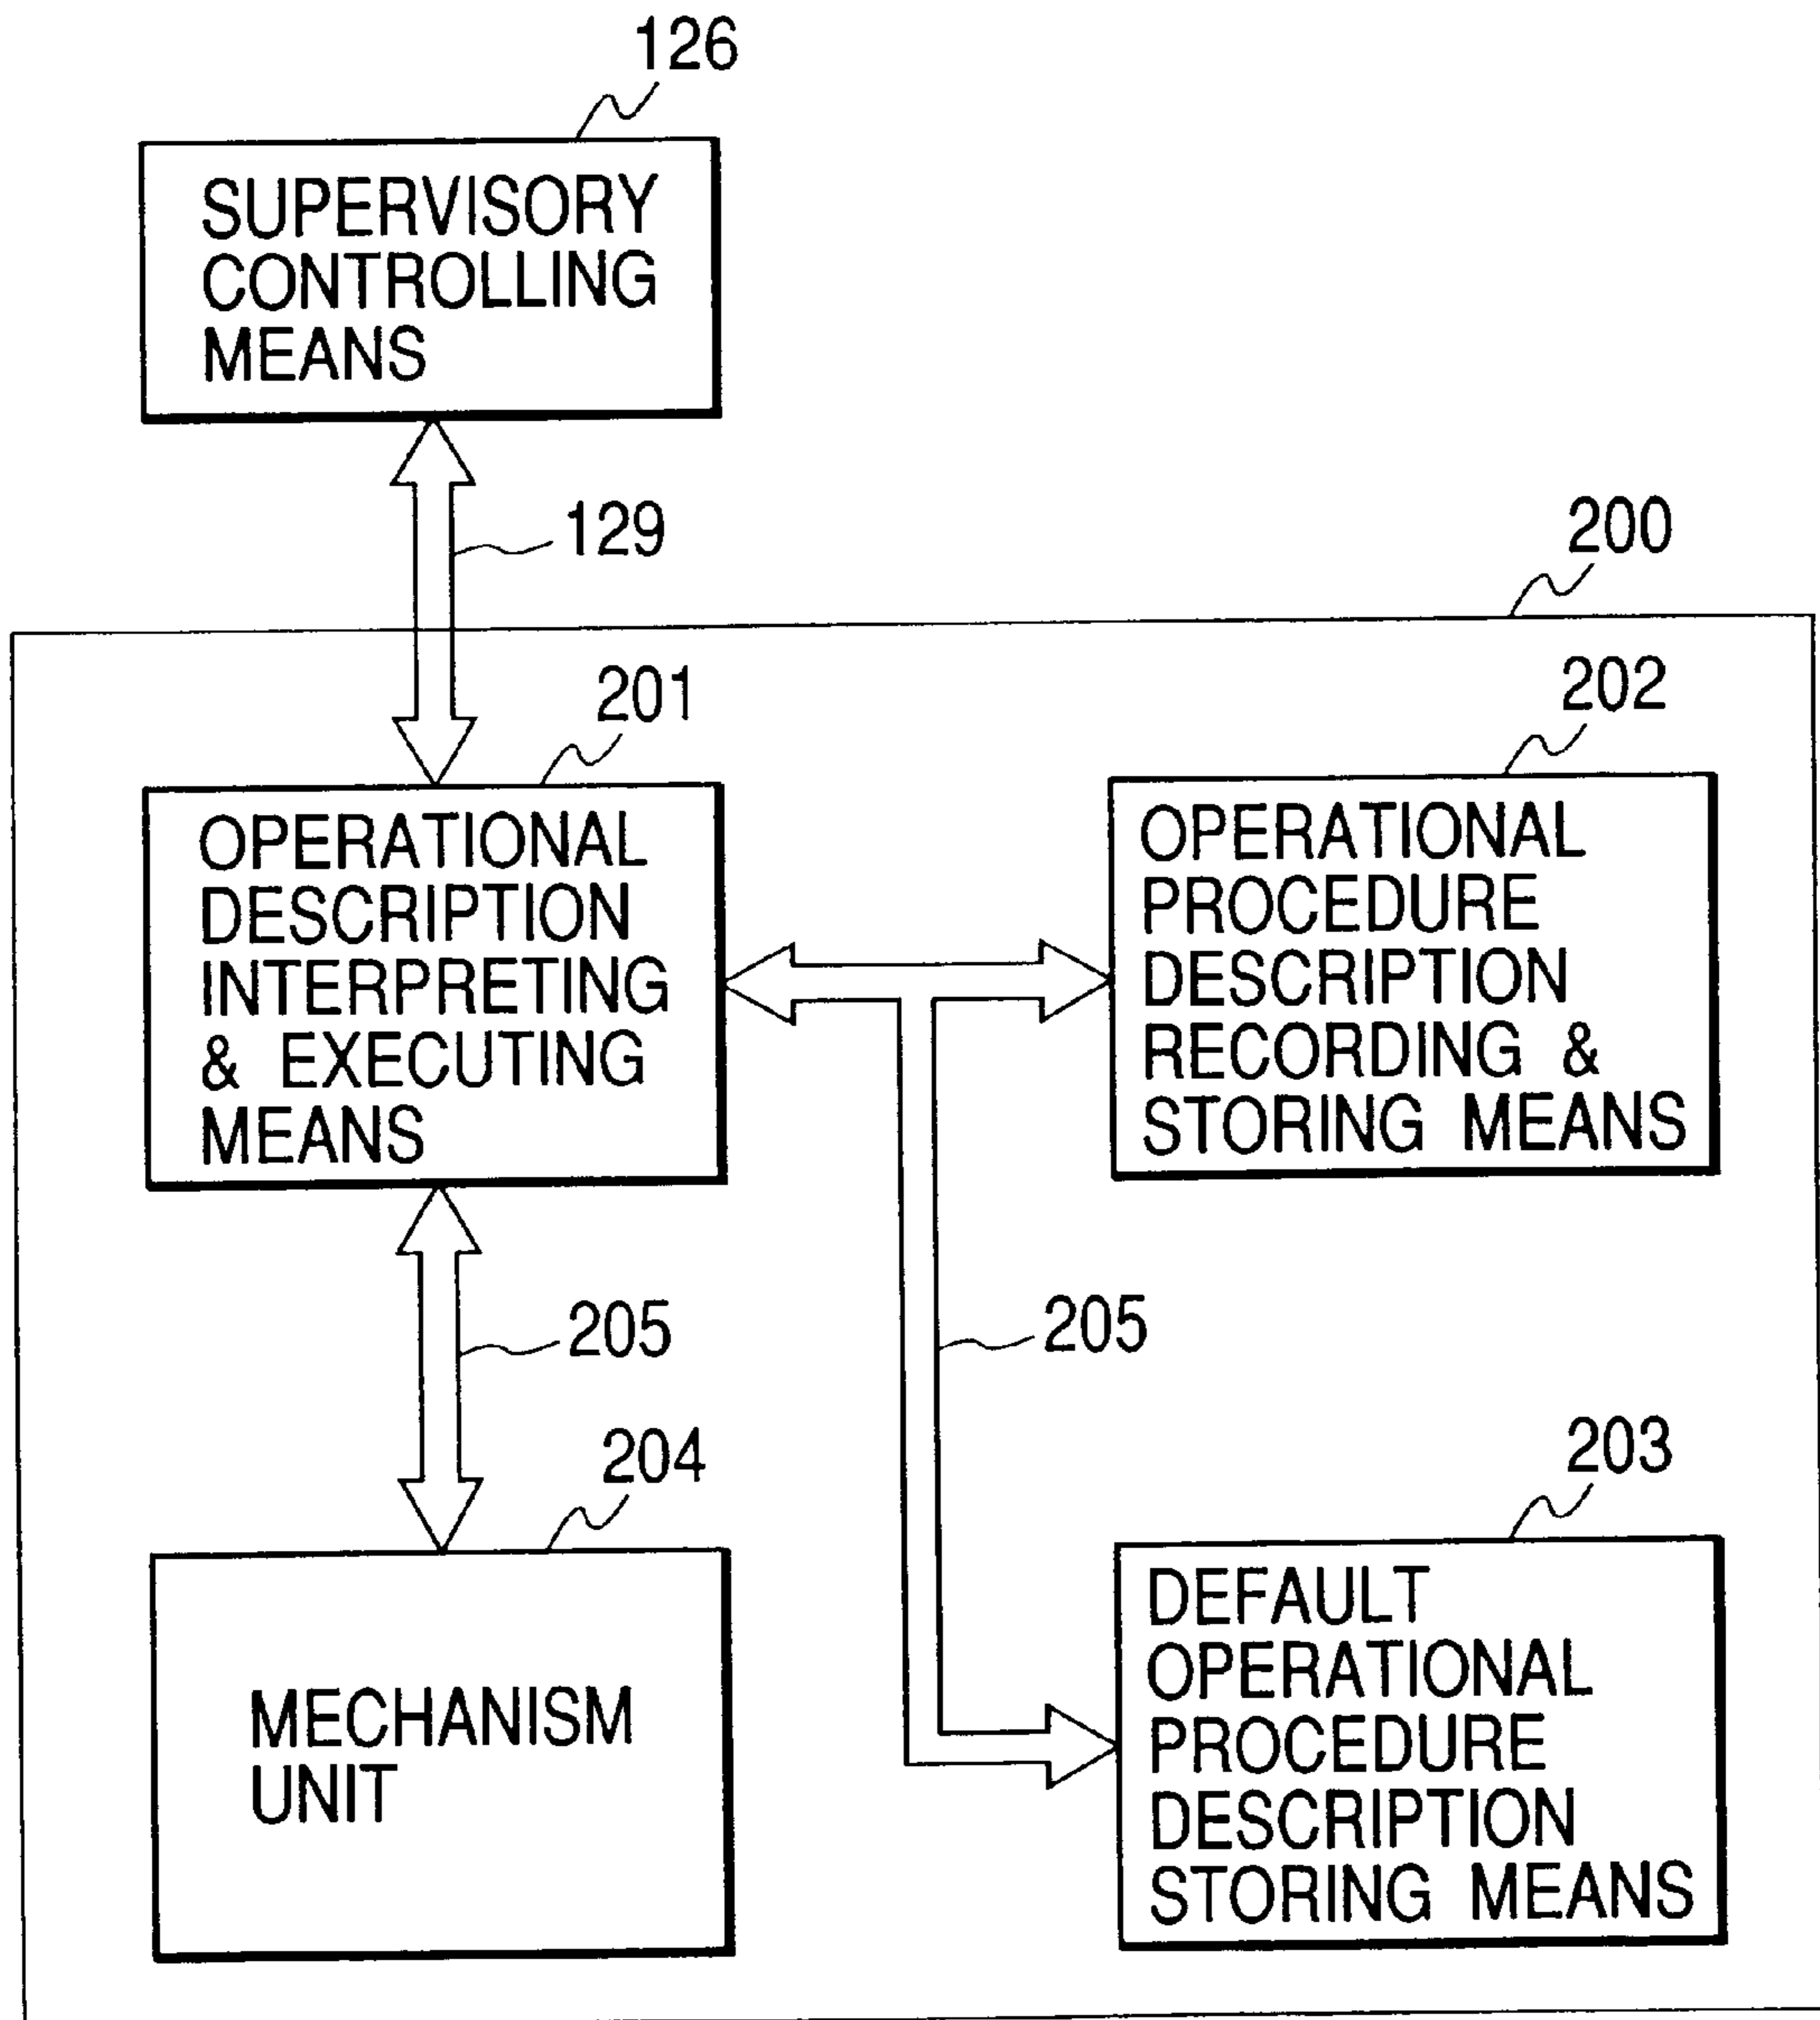 126
SUPERVISORY
CONTROLLING
MEANS
129
200
201
202
OPERATIONAL
DESCRIPTION
INTERPRETING
& EXECUTING
MEANS
OPERATIONAL
PROCEDURE
DESCRIPTION
RECORDING &
STORING MEANS
205
205
204
203
MECHANISM
UNIT
DEFAULT
OPERATIONAL
PROCEDURE
DESCRIPTION
STORING MEANS